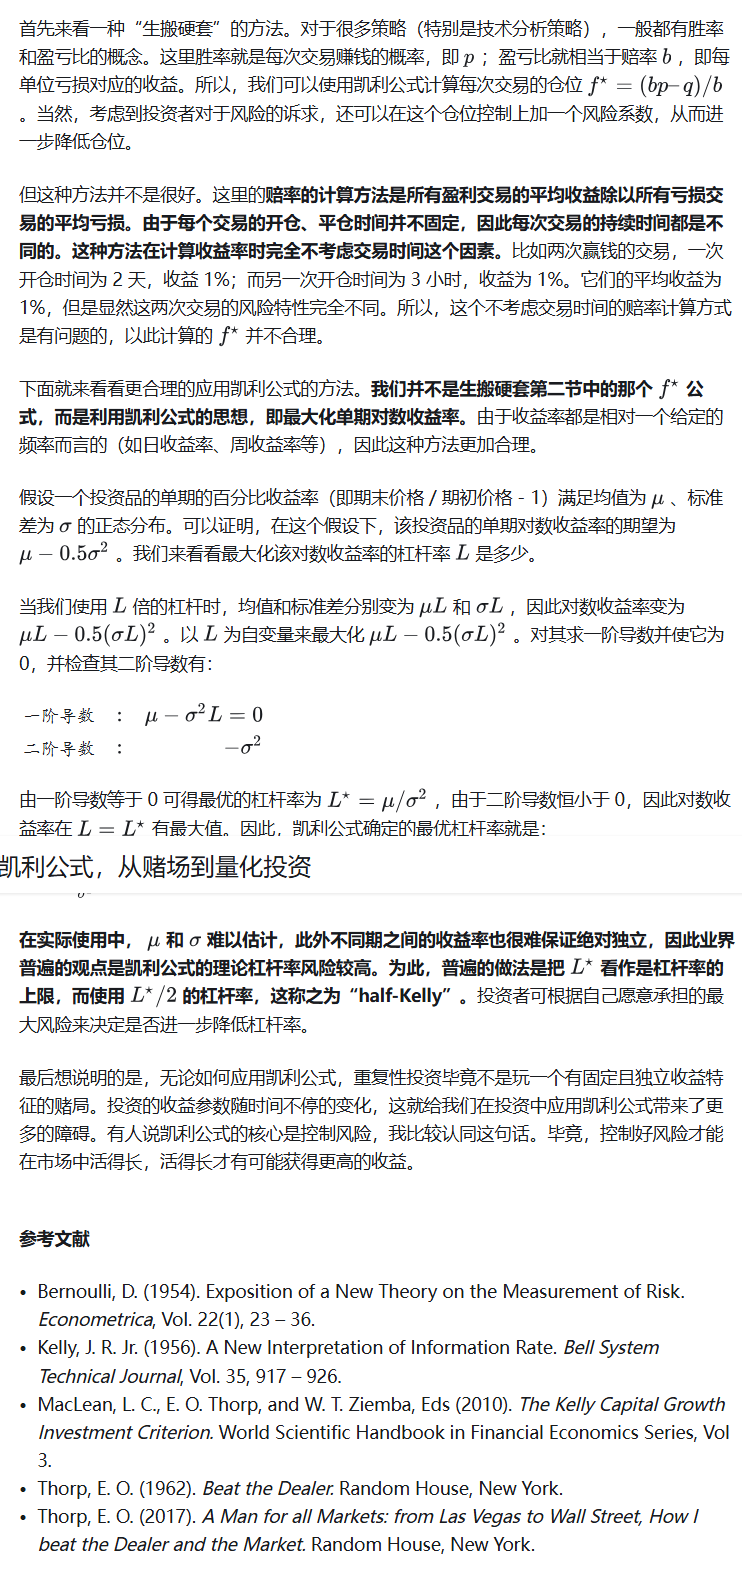 首先来看一种“生搬硬套”的方法。对于很多策略（特别是技术分析策略），一般都有胜率
和盈亏比的概念。这里胜率就是每次交易赚钱的概率，即 p ；盈亏比就相当于赔率 b ，即每
单位亏损对应的收益。所以，我们可以使用凯利公式计算每次交易的仓位 f* = (bp–q)/b
。当然，考虑到投资者对于风险的诉求，还可以在这个仓位控制上加一个风险系数，从而进
一步降低仓位。
但这种方法并不是很好。这里的赔率的计算方法是所有盈利交易的平均收益除以所有亏损交
易的平均亏损。由于每个交易的开仓、平仓时间并不固定，因此每次交易的持续时间都是不
同的。这种方法在计算收益率时完全不考虑交易时间这个因素。比如两次赢钱的交易，一次
开仓时间为 2 天，收益 1%；而另一次开仓时间为 3 小时，收益为 1%。它们的平均收益为
1%，但是显然这两次交易的风险特性完全不同。所以，这个不考虑交易时间的赔率计算方式
是有问题的，以此计算的 f* 并不合理。
下面就来看看更合理的应用凯利公式的方法。我们并不是生搬硬套第二节中的那个 f* 公
式，而是利用凯利公式的思想，即最大化单期对数收益率。由于收益率都是相对一个给定的
频率而言的（如日收益率、周收益率等），因此这种方法更加合理。
假设一个投资品的单期的百分比收益率（即期末价格 / 期初价格 - 1）满足均值为 μ 、标准
差为 σ 的正态分布。可以证明，在这个假设下，该投资品的单期对数收益率的期望为
μ − 0.5σ² 。我们来看看最大化该对数收益率的杠杆率 L 是多少。
当我们使用 L 倍的杠杆时，均值和标准差分别变为 μL 和 σL ，因此对数收益率变为
μL − 0.5(σL)² 。以 L 为自变量来最大化 μL − 0.5(σL)² 。对其求一阶导数并使它为
0，并检查其二阶导数有：
一阶导数 ： μ − σ²L = 0
二阶导数 ： −σ²
由一阶导数等于 0 可得最优的杠杆率为 L* = μ/σ² ，由于二阶导数恒小于 0，因此对数收
益率在 L = L* 有最大值。因此，凯利公式确定的最优杠杆率就是：
凯利公式，从赌场到量化投资
在实际使用中， μ 和 σ 难以估计，此外不同期之间的收益率也很难保证绝对独立，因此业界
普遍的观点是凯利公式的理论杠杆率风险较高。为此，普遍的做法是把 L* 看作是杠杆率的
上限，而使用 L*/2 的杠杆率，这称之为“half-Kelly”。投资者可根据自己愿意承担的最
大风险来决定是否进一步降低杠杆率。
最后想说明的是，无论如何应用凯利公式，重复性投资毕竟不是玩一个有固定且独立收益特
征的赌局。投资的收益参数随时间不停的变化，这就给我们在投资中应用凯利公式带来了更
多的障碍。有人说凯利公式的核心是控制风险，我比较认同这句话。毕竟，控制好风险才能
在市场中活得长，活得长才有可能获得更高的收益。
参考文献
• Bernoulli, D. (1954). Exposition of a New Theory on the Measurement of Risk.
Econometrica, Vol. 22(1), 23 – 36.
• Kelly, J. R. Jr. (1956). A New Interpretation of Information Rate. Bell System
Technical Journal, Vol. 35, 917 – 926.
• MacLean, L. C., E. O. Thorp, and W. T. Ziemba, Eds (2010). The Kelly Capital Growth
Investment Criterion. World Scientific Handbook in Financial Economics Series, Vol
3.
• Thorp, E. O. (1962). Beat the Dealer. Random House, New York.
• Thorp, E. O. (2017). A Man for all Markets: from Las Vegas to Wall Street, How I
beat the Dealer and the Market. Random House, New York.